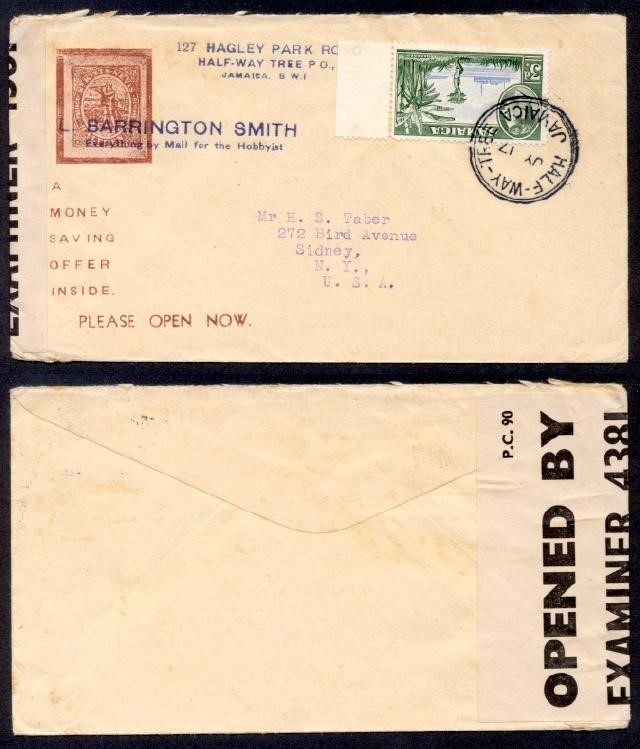 127 HAGLEY PARK ROAD
HALF-WAY TREE P.O.,
JAMAICA. B.W.I
L. BARRINGTON SMITH
Everything by Mail for the Hobbyist
3d
JAMAICA
HALF-WAY-TREE
JY 17
JAMAICA
A
MONEY
SAVING
OFFER
INSIDE.
PLEASE OPEN NOW.
Mr H. S. Taber
272 Bird Avenue
Sidney,
N. Y.,
U. S. A.
EXAMINER
P.C. 90
OPENED BY
EXAMINER 4381